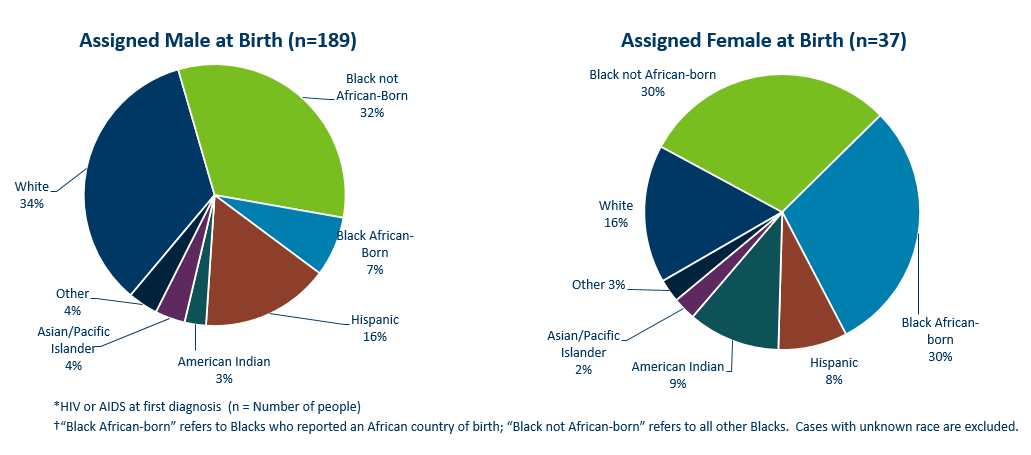 Assigned Male at Birth (n=189)
Black not
African-Born
32%
White
34%
Black African-
Born
7%
Other
4%
Asian/Pacific
Islander
4%
Hispanic
16%
American Indian
3%
Assigned Female at Birth (n=37)
Black not African-born
30%
White
16%
Other 3%
Asian/Pacific
Islander
2%
American Indian
9%
Hispanic
8%
Black African-
born
30%
*HIV or AIDS at first diagnosis (n = Number of people)
†“Black African-born” refers to Blacks who reported an African country of birth; “Black not African-born” refers to all other Blacks. Cases with unknown race are excluded.